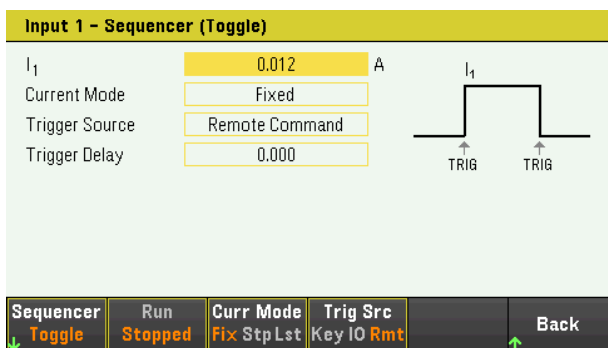 Input 1 – Sequencer (Toggle)
I₁ 0.012 A
Current Mode Fixed
Trigger Source Remote Command
Trigger Delay 0.000
I₁
TRIG TRIG
Sequencer Run Curr Mode Trig Src
Toggle Stopped Fix Stp Lst Key IO Rmt Back